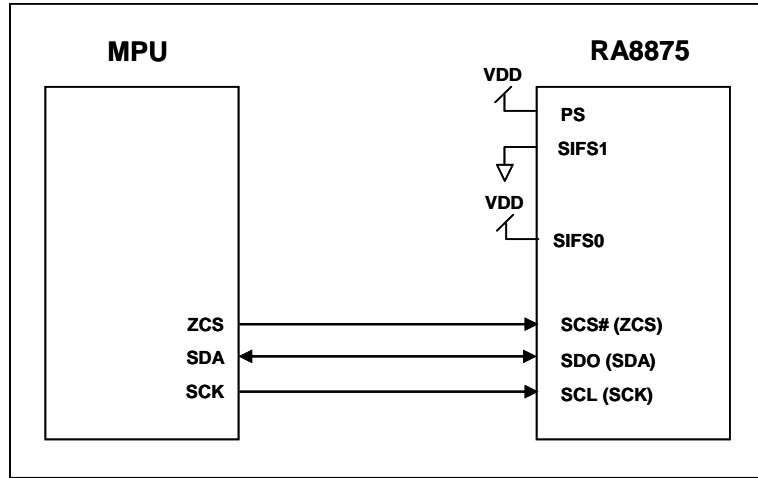 MPU
RA8875
VDD
PS
SIFS1
VDD
SIFS0
ZCS
SCS# (ZCS)
SDA
SDO (SDA)
SCK
SCL (SCK)